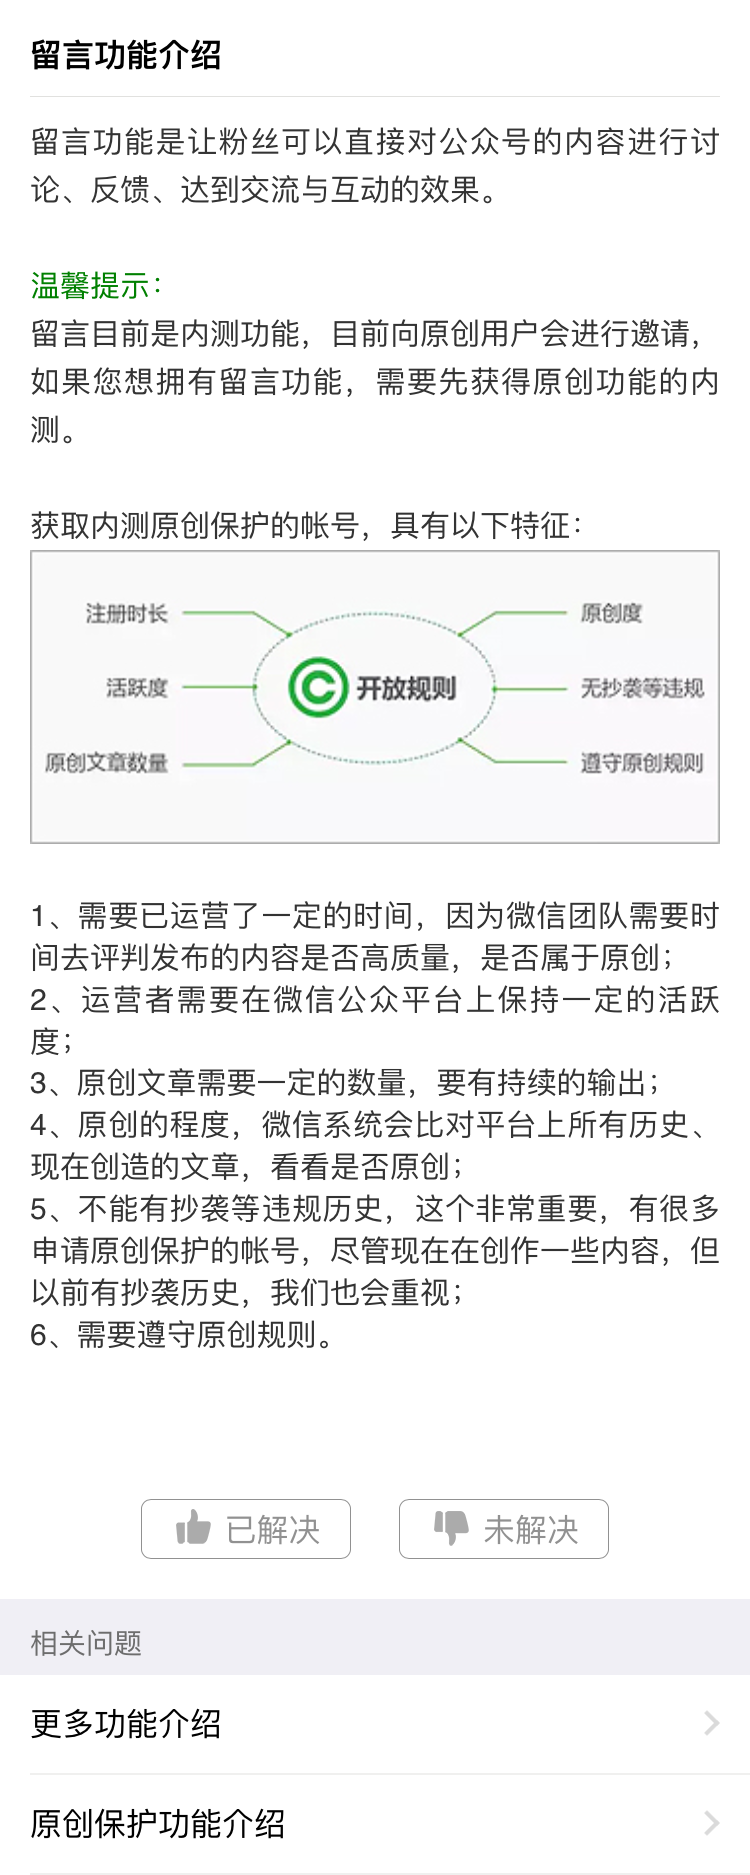 留言功能介绍
留言功能是让粉丝可以直接对公众号的内容进行讨
论、反馈、达到交流与互动的效果。
温馨提示：
留言目前是内测功能，目前向原创用户会进行邀请，
如果您想拥有留言功能，需要先获得原创功能的内
测。
获取内测原创保护的帐号，具有以下特征：
注册时长
原创度
活跃度
开放规则
无抄袭等违规
原创文章数量
遵守原创规则
1、需要已运营了一定的时间，因为微信团队需要时
间去评判发布的内容是否高质量，是否属于原创；
2、运营者需要在微信公众平台上保持一定的活跃
度；
3、原创文章需要一定的数量，要有持续的输出；
4、原创的程度，微信系统会比对平台上所有历史、
现在创造的文章，看看是否原创；
5、不能有抄袭等违规历史，这个非常重要，有很多
申请原创保护的帐号，尽管现在在创作一些内容，但
以前有抄袭历史，我们也会重视；
6、需要遵守原创规则。
已解决
未解决
相关问题
更多功能介绍
原创保护功能介绍